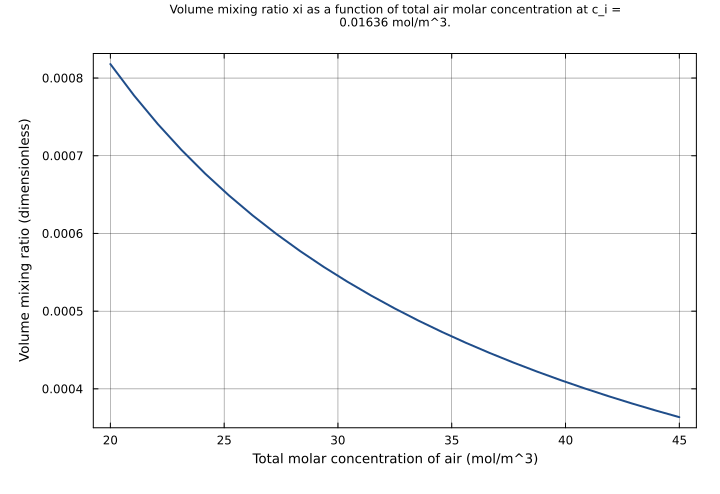 Volume mixing ratio xi as a function of total air molar concentration at c_i =
0.01636 mol/m^3.
Volume mixing ratio (dimensionless)
0.0008
0.0007
0.0006
0.0005
0.0004
20
25
30
35
40
45
Total molar concentration of air (mol/m^3)